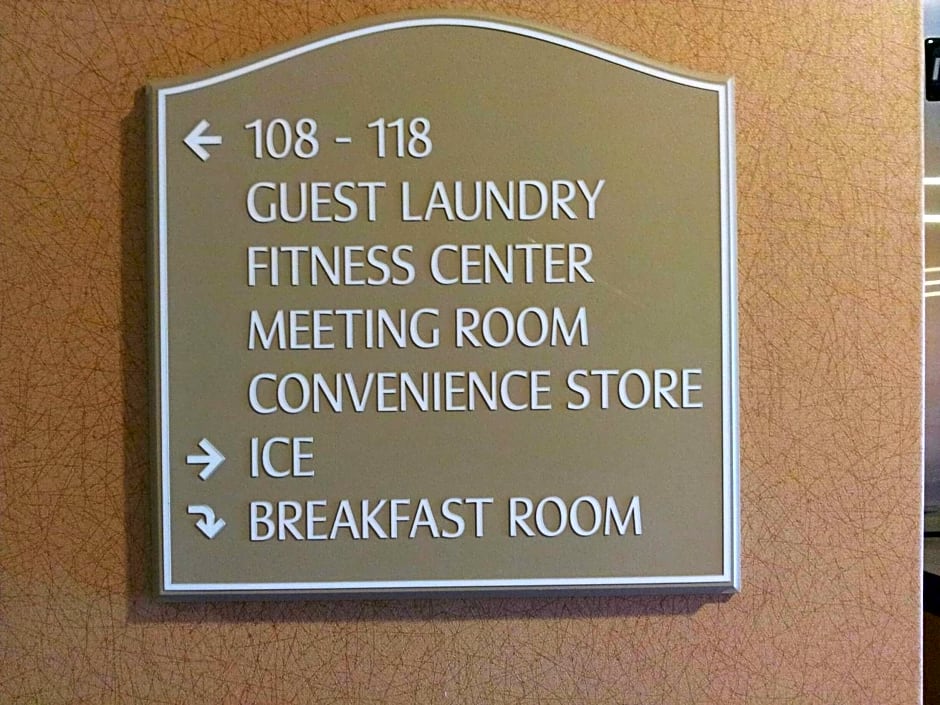 ← 108 - 118
GUEST LAUNDRY
FITNESS CENTER
MEETING ROOM
CONVENIENCE STORE
→ ICE
⤵ BREAKFAST ROOM